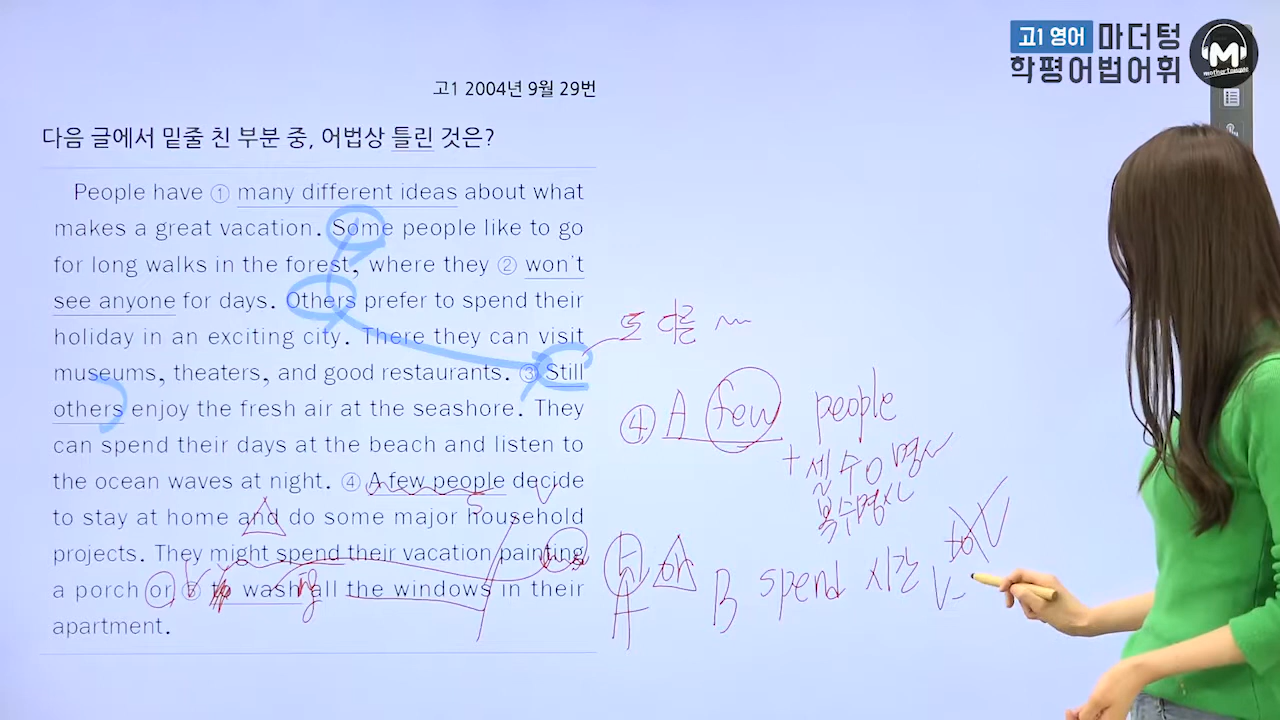 고1 영어 마더텅
학평어법어휘
M
mothertongue
고1 2004년 9월 29번
다음 글에서 밑줄 친 부분 중, 어법상 틀린 것은?
People have ① many different ideas about what
makes a great vacation. Some people like to go
for long walks in the forest, where they ② won't
see anyone for days. Others prefer to spend their
holiday in an exciting city. There they can visit
museums, theaters, and good restaurants. ③ Still
others enjoy the fresh air at the seashore. They
can spend their days at the beach and listen to
the ocean waves at night. ④ A few people decide
to stay at home and do some major household
projects. They might spend their vacation painting
a porch or ⑤ to wash all the windows in their
apartment.
또 다른 ~
④ A few people
+ 셀 수 O 명사
복수명사
A or B spend 시간 to V
V-
V
S
ng